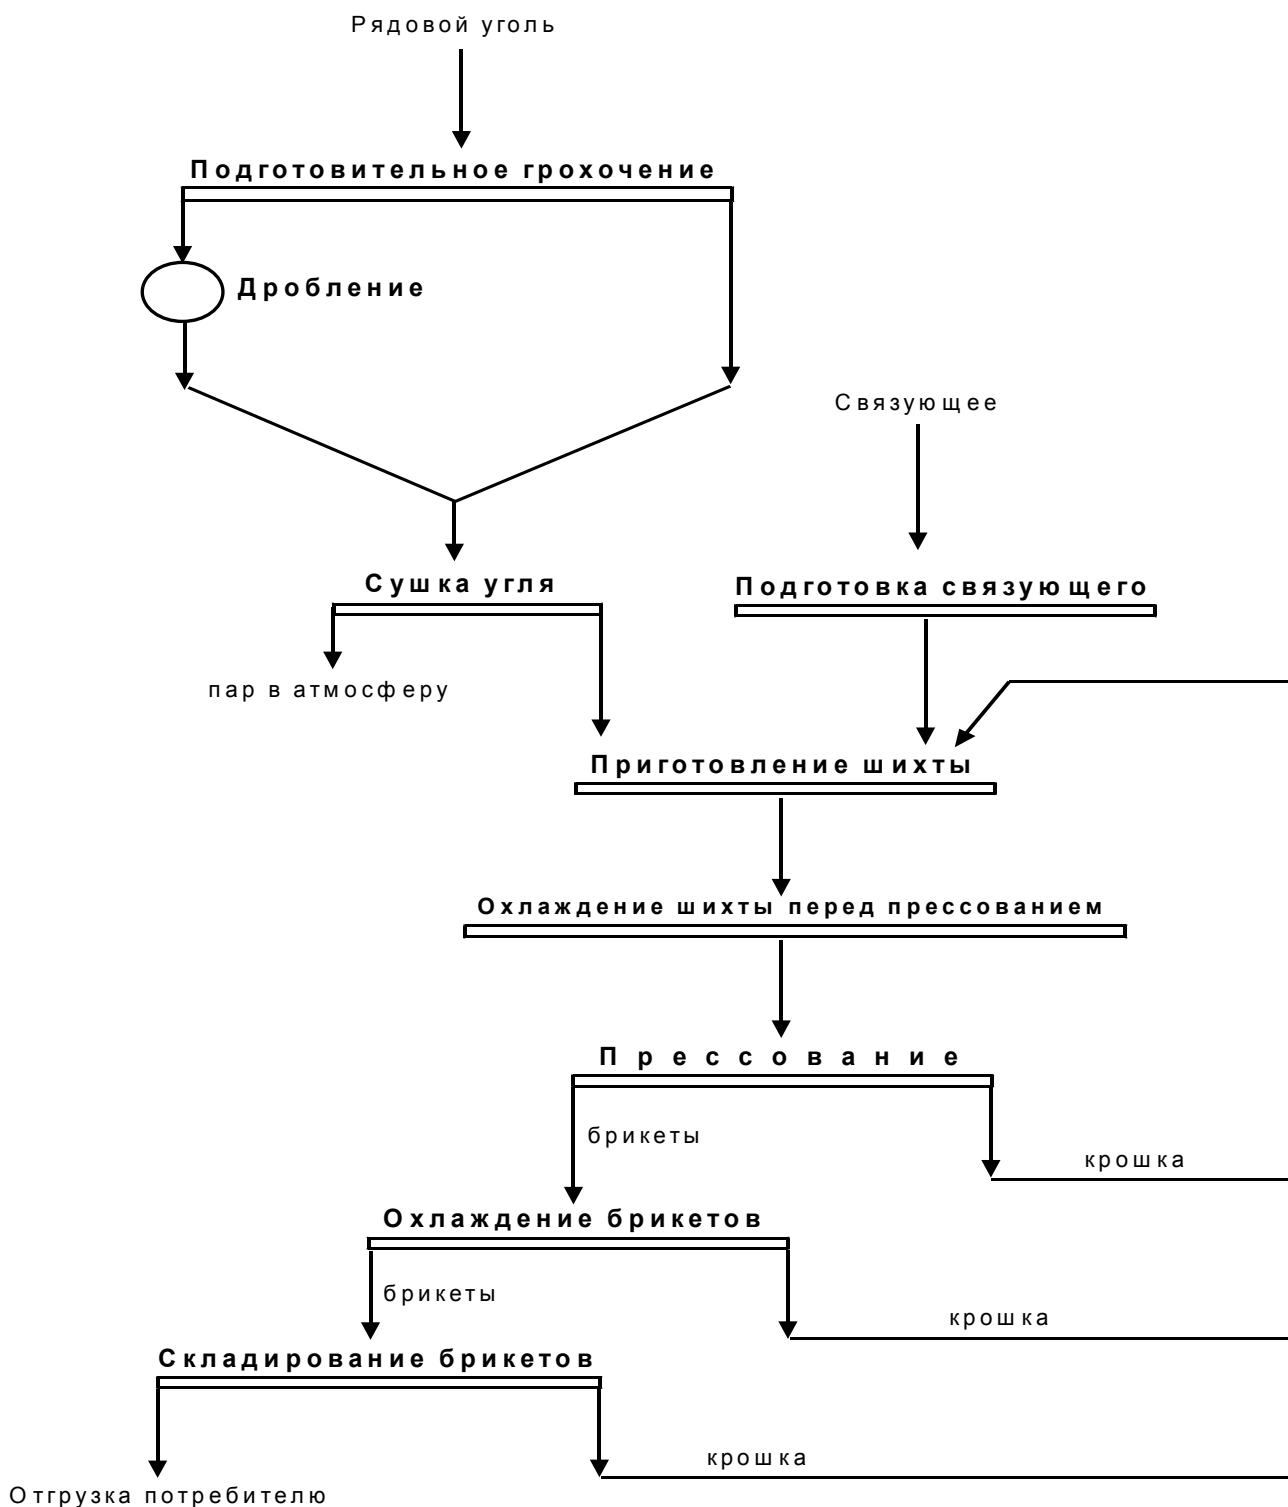 Рядовой уголь
Подготовительное грохочение
Дробление
Связующее
Сушка угля
Подготовка связующего
пар в атмосферу
Приготовление шихты
Охлаждение шихты перед прессованием
Прессование
брикеты
крошка
Охлаждение брикетов
брикеты
крошка
Складирование брикетов
крошка
Отгрузка потребителю